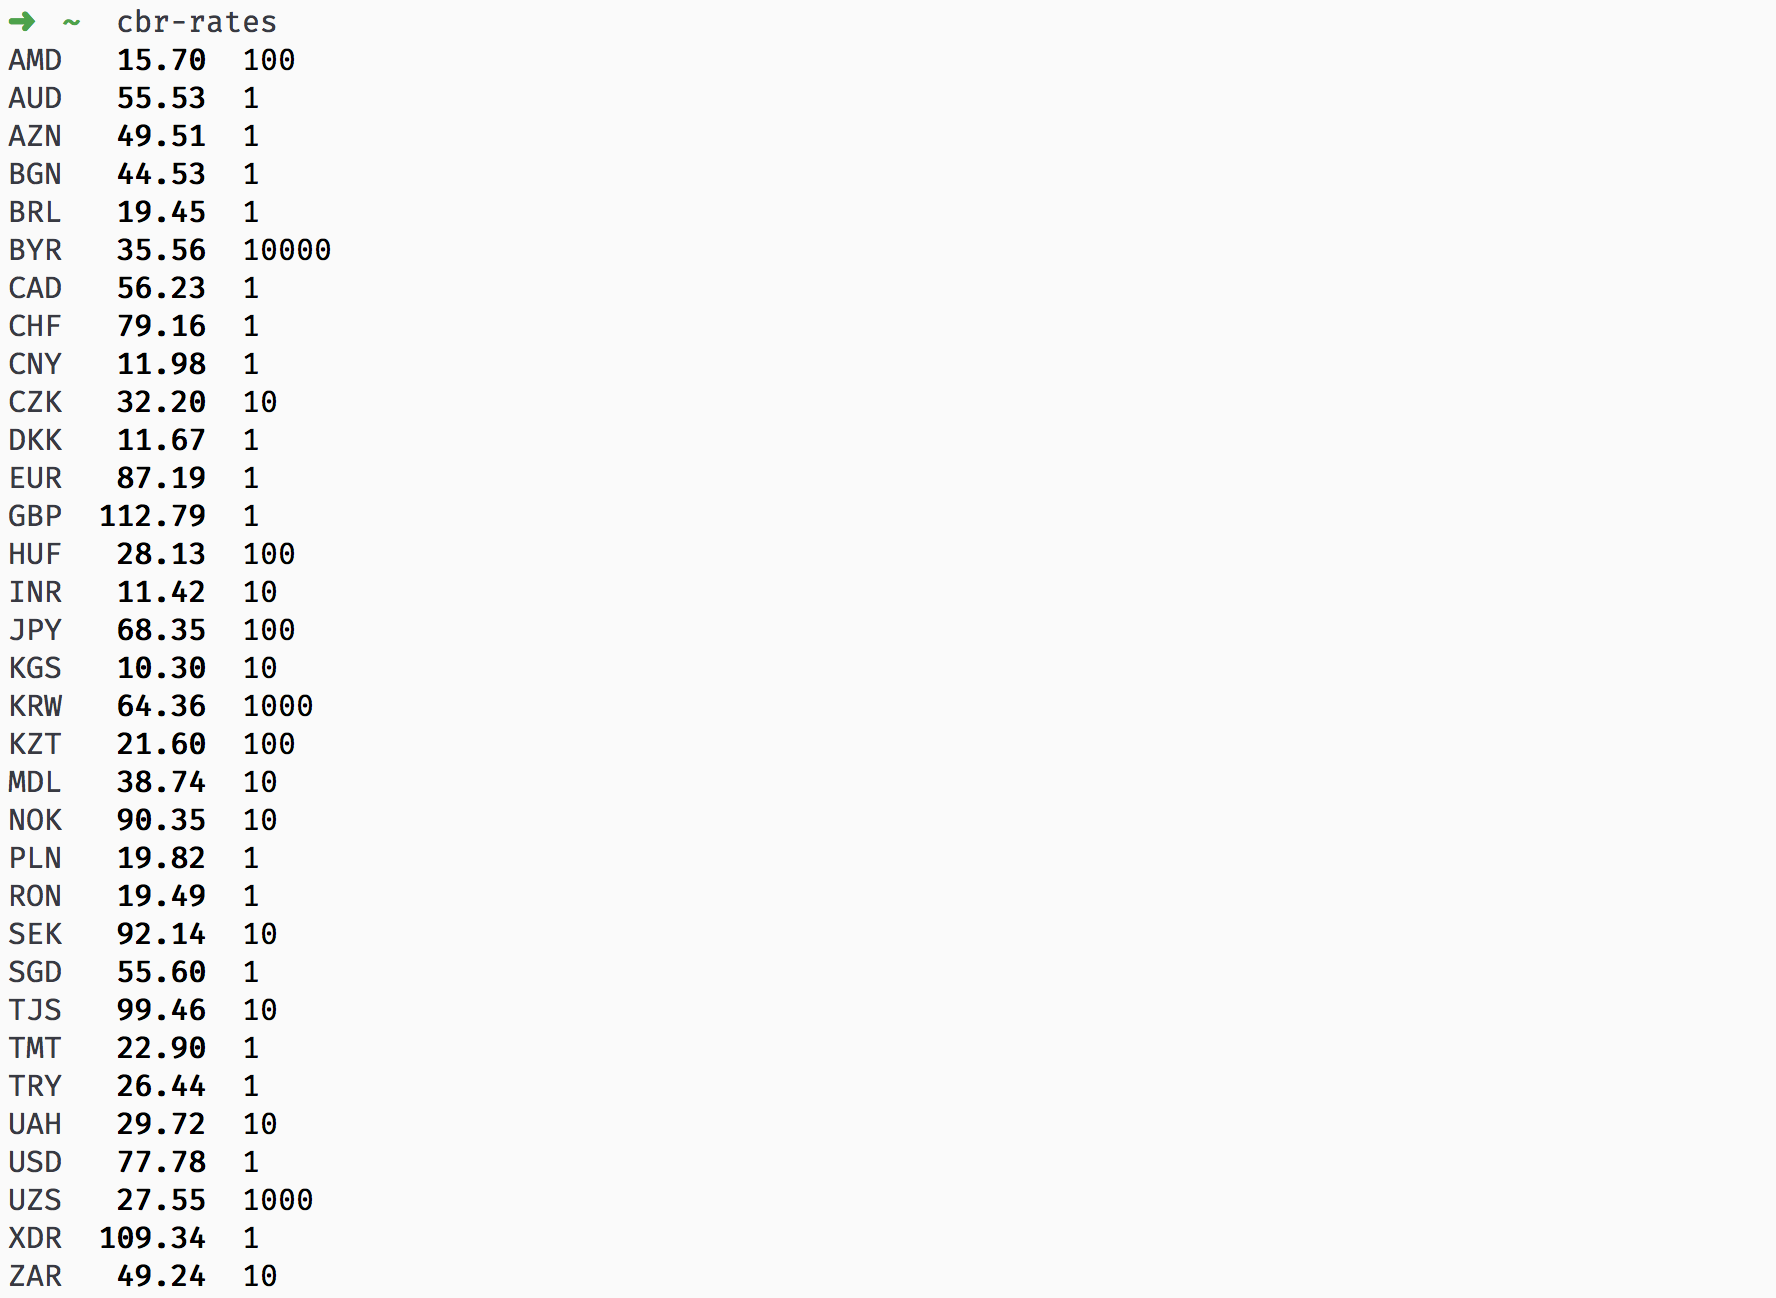 ➜ ~ cbr-rates
AMD 15.70 100
AUD 55.53 1
AZN 49.51 1
BGN 44.53 1
BRL 19.45 1
BYR 35.56 10000
CAD 56.23 1
CHF 79.16 1
CNY 11.98 1
CZK 32.20 10
DKK 11.67 1
EUR 87.19 1
GBP 112.79 1
HUF 28.13 100
INR 11.42 10
JPY 68.35 100
KGS 10.30 10
KRW 64.36 1000
KZT 21.60 100
MDL 38.74 10
NOK 90.35 10
PLN 19.82 1
RON 19.49 1
SEK 92.14 10
SGD 55.60 1
TJS 99.46 10
TMT 22.90 1
TRY 26.44 1
UAH 29.72 10
USD 77.78 1
UZS 27.55 1000
XDR 109.34 1
ZAR 49.24 10